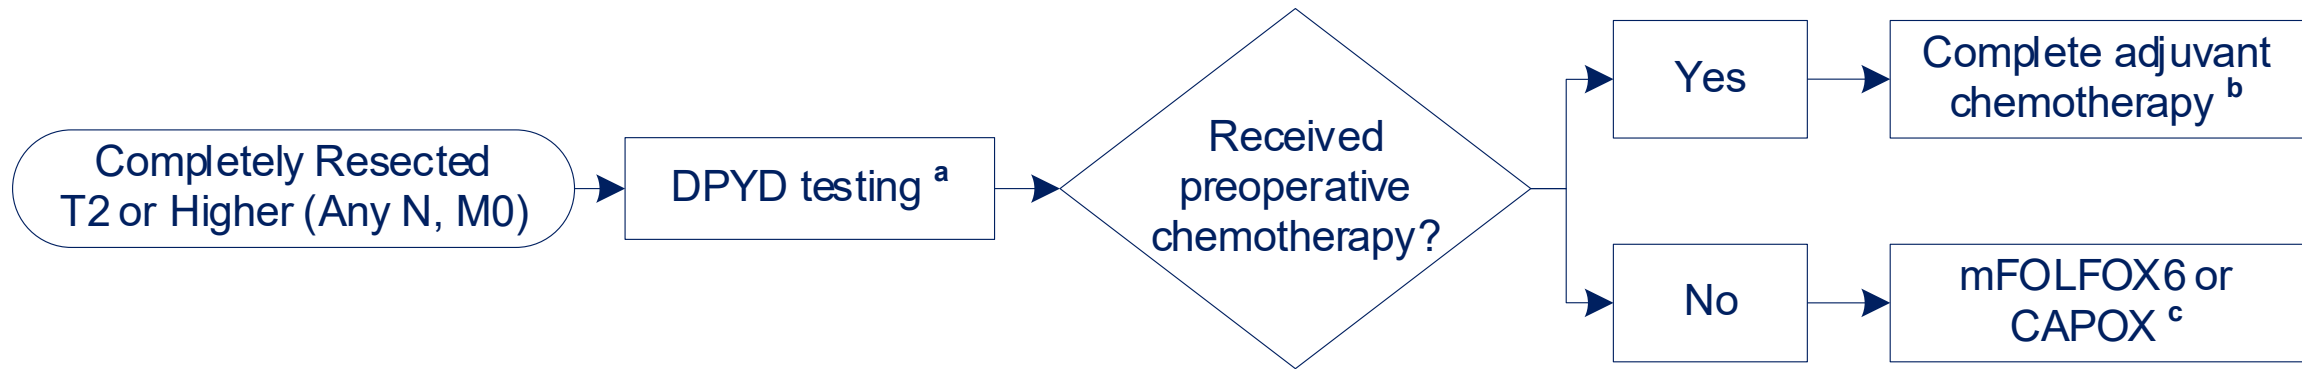 Completely Resected
T2 or Higher (Any N, M0)
DPYD testing a
Received
preoperative
chemotherapy?
Yes
Complete adjuvant
chemotherapy b
No
mFOLFOX6 or
CAPOX c